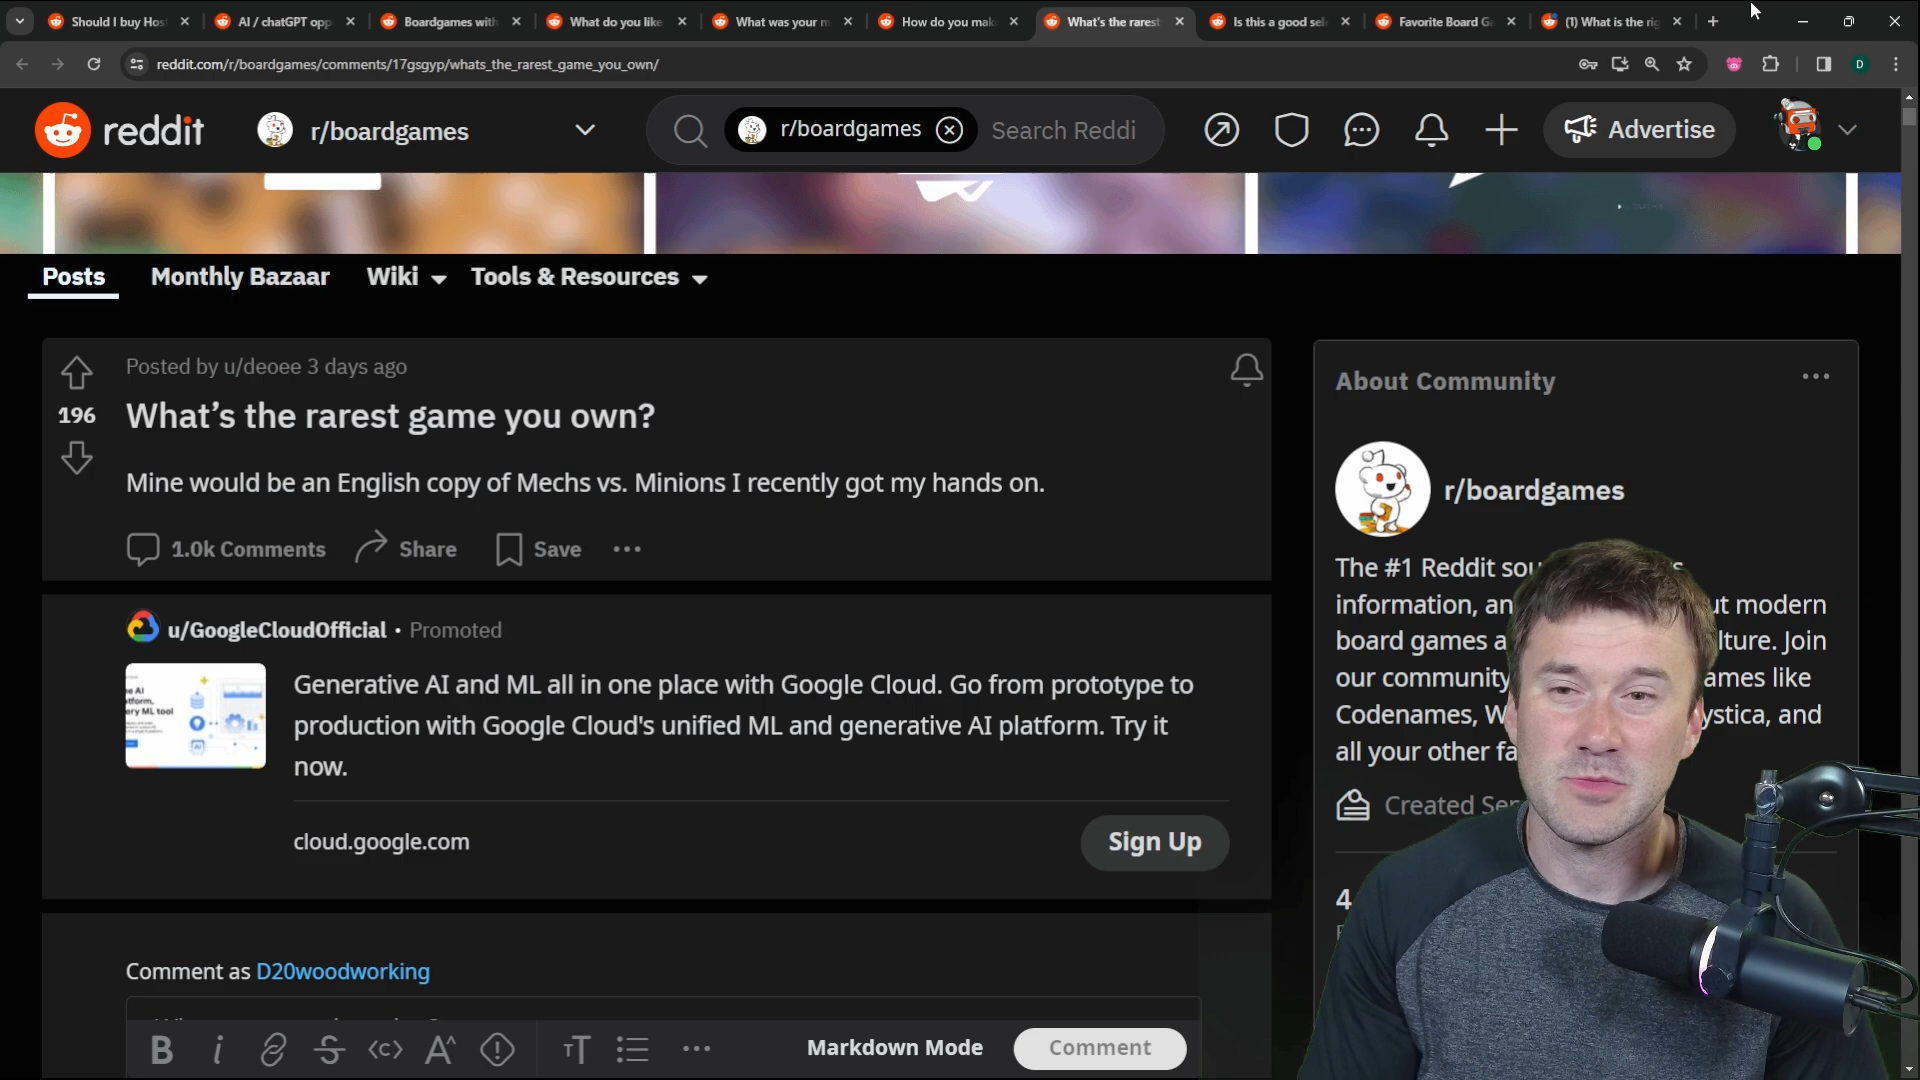 Should I buy Hos
AI / chatGPT opp
Boardgames with
What do you like
What was your m
How do you mak
What's the rarest
Is this a good sel
Favorite Board G
(1) What is the rig
reddit.com/r/boardgames/comments/17gsgyp/whats_the_rarest_game_you_own/
D
reddit
r/boardgames
r/boardgames
Search Reddi
Advertise
Posts
Monthly Bazaar
Wiki
Tools & Resources
Posted by u/deoee 3 days ago
196
What's the rarest game you own?
Mine would be an English copy of Mechs vs. Minions I recently got my hands on.
1.0k Comments
Share
Save
u/GoogleCloudOfficial • Promoted
Generative AI and ML all in one place with Google Cloud. Go from prototype to
production with Google Cloud's unified ML and generative AI platform. Try it
now.
cloud.google.com
Sign Up
Comment as D20woodworking
Markdown Mode
Comment
About Community
r/boardgames
The #1 Reddit sou
information, an ut modern
board games a lture. Join
our community ames like
Codenames, W ystica, and
all your other fa
Created Sep
4